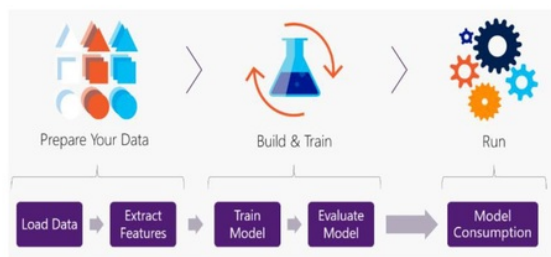 Prepare Your Data
Build & Train
Run
Load Data
Extract
Features
Train
Model
Evaluate
Model
Model
Consumption